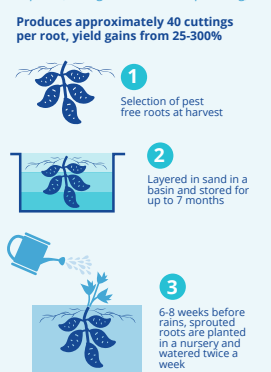 Produces approximately 40 cuttings
per root, yield gains from 25-300%
1
Selection of pest
free roots at harvest
2
Layered in sand in a
basin and stored for
up to 7 months
3
6-8 weeks before
rains, sprouted
roots are planted
in a nursery and
watered twice a
week